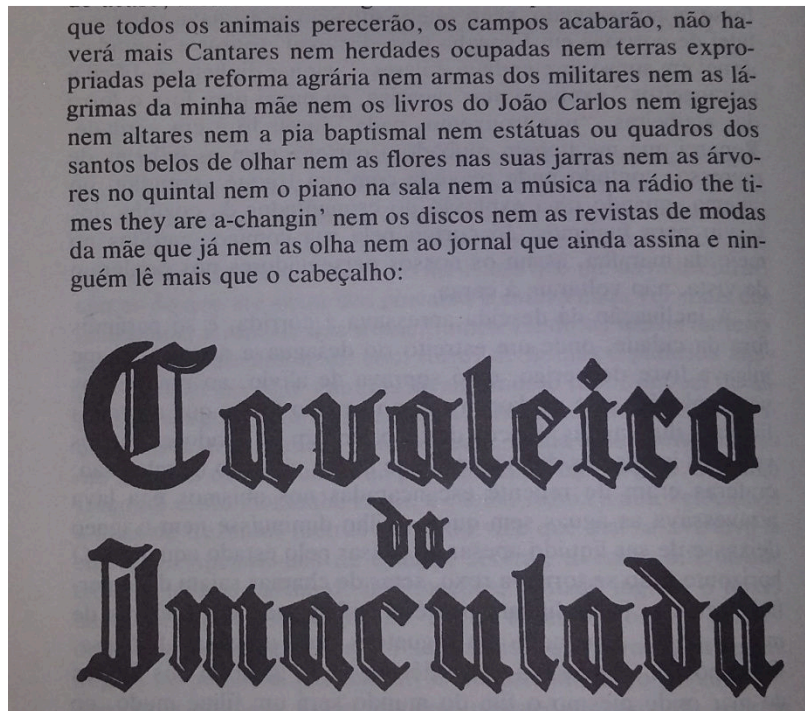 que todos os animais perecerão, os campos acabarão, não ha-
verá mais Cantares nem herdades ocupadas nem terras expro-
priadas pela reforma agrária nem armas dos militares nem as lá-
grimas da minha mãe nem os livros do João Carlos nem igrejas
nem altares nem a pia baptismal nem estátuas ou quadros dos
santos belos de olhar nem as flores nas suas jarras nem as árvo-
res no quintal nem o piano na sala nem a música na rádio the ti-
mes they are a-changin' nem os discos nem as revistas de modas
da mãe que já nem as olha nem ao jornal que ainda assina e nin-
guém lê mais que o cabeçalho:
Cavaleiro
da
Imaculada